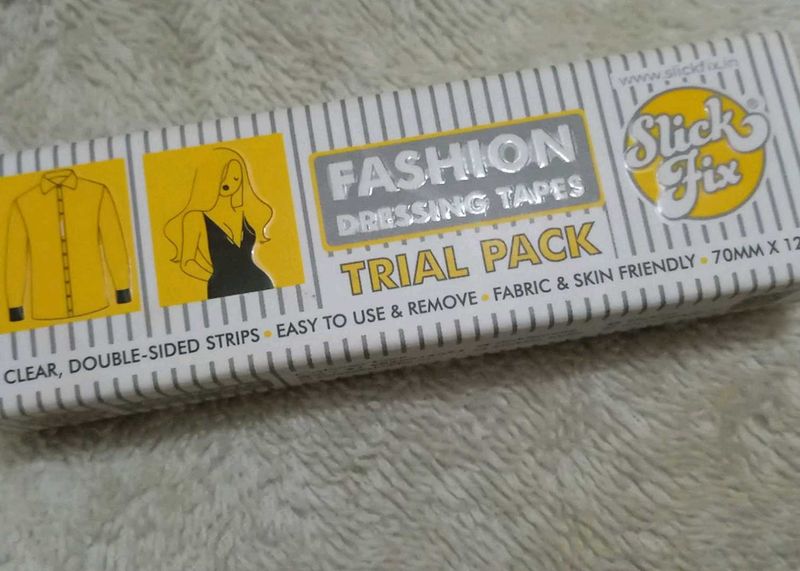 www.slickfix.in
Slick
Fix®
FASHION
DRESSING TAPES
TRIAL PACK
CLEAR, DOUBLE-SIDED STRIPS • EASY TO USE & REMOVE • FABRIC & SKIN FRIENDLY • 70MM X 12